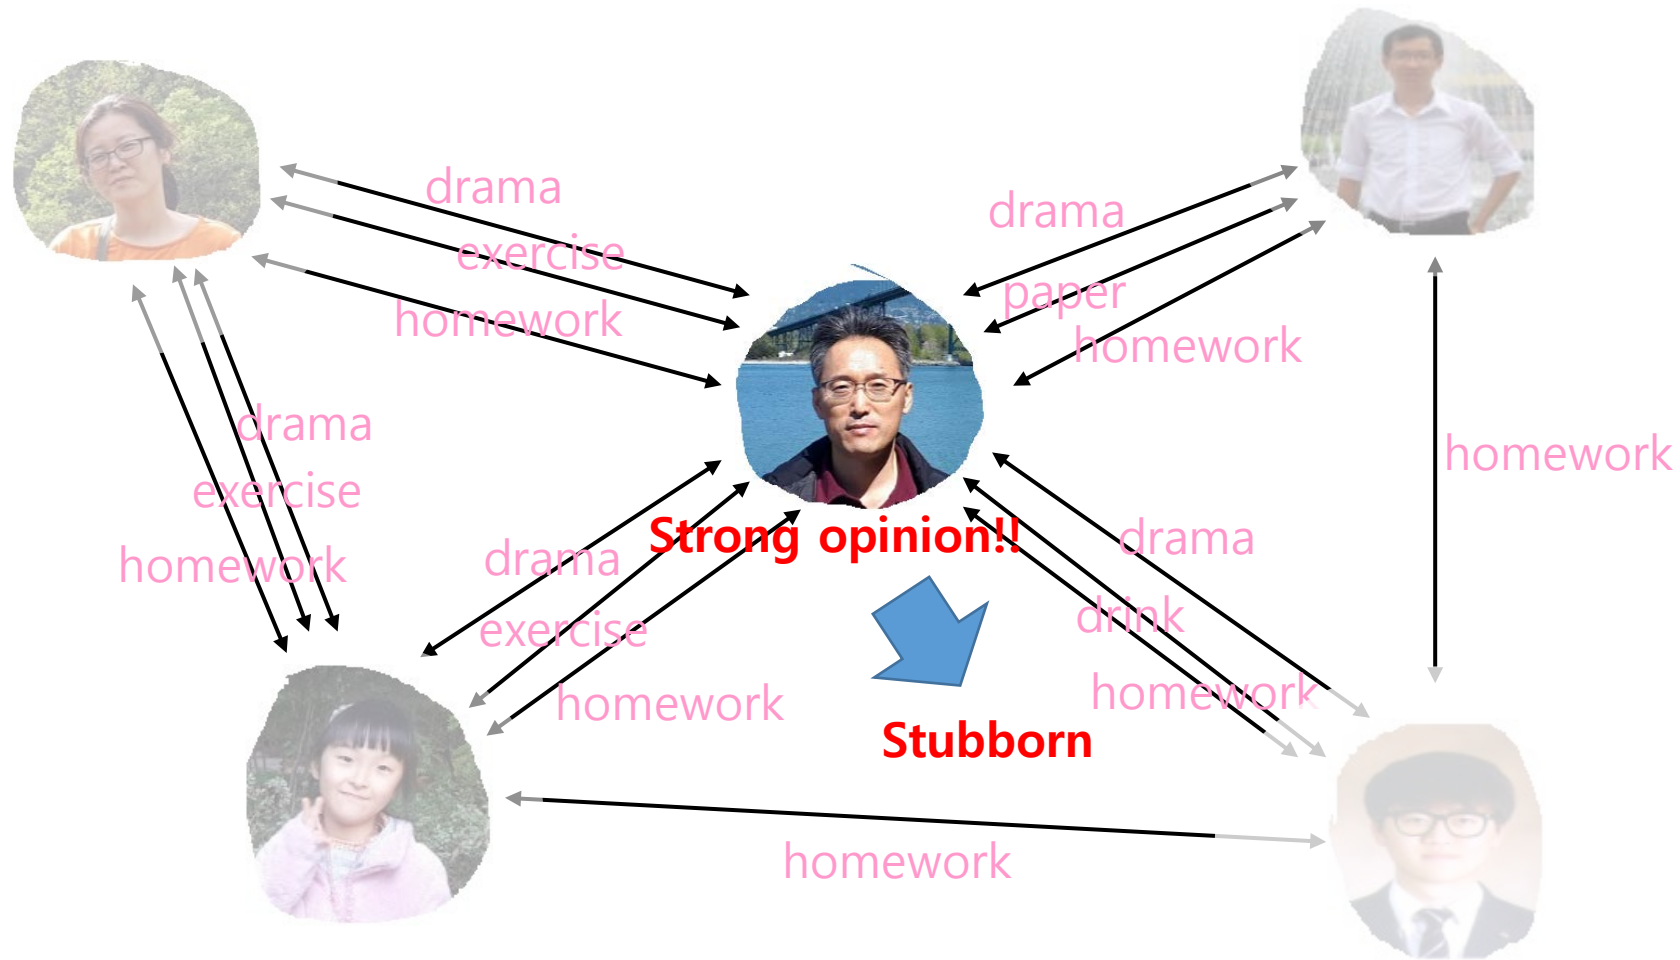 drama
exercise
homework
drama
paper
homework
drama
exercise
homework
homework
Strong opinion!!
drama
exercise
homework
drama
drink
homework
Stubborn
homework